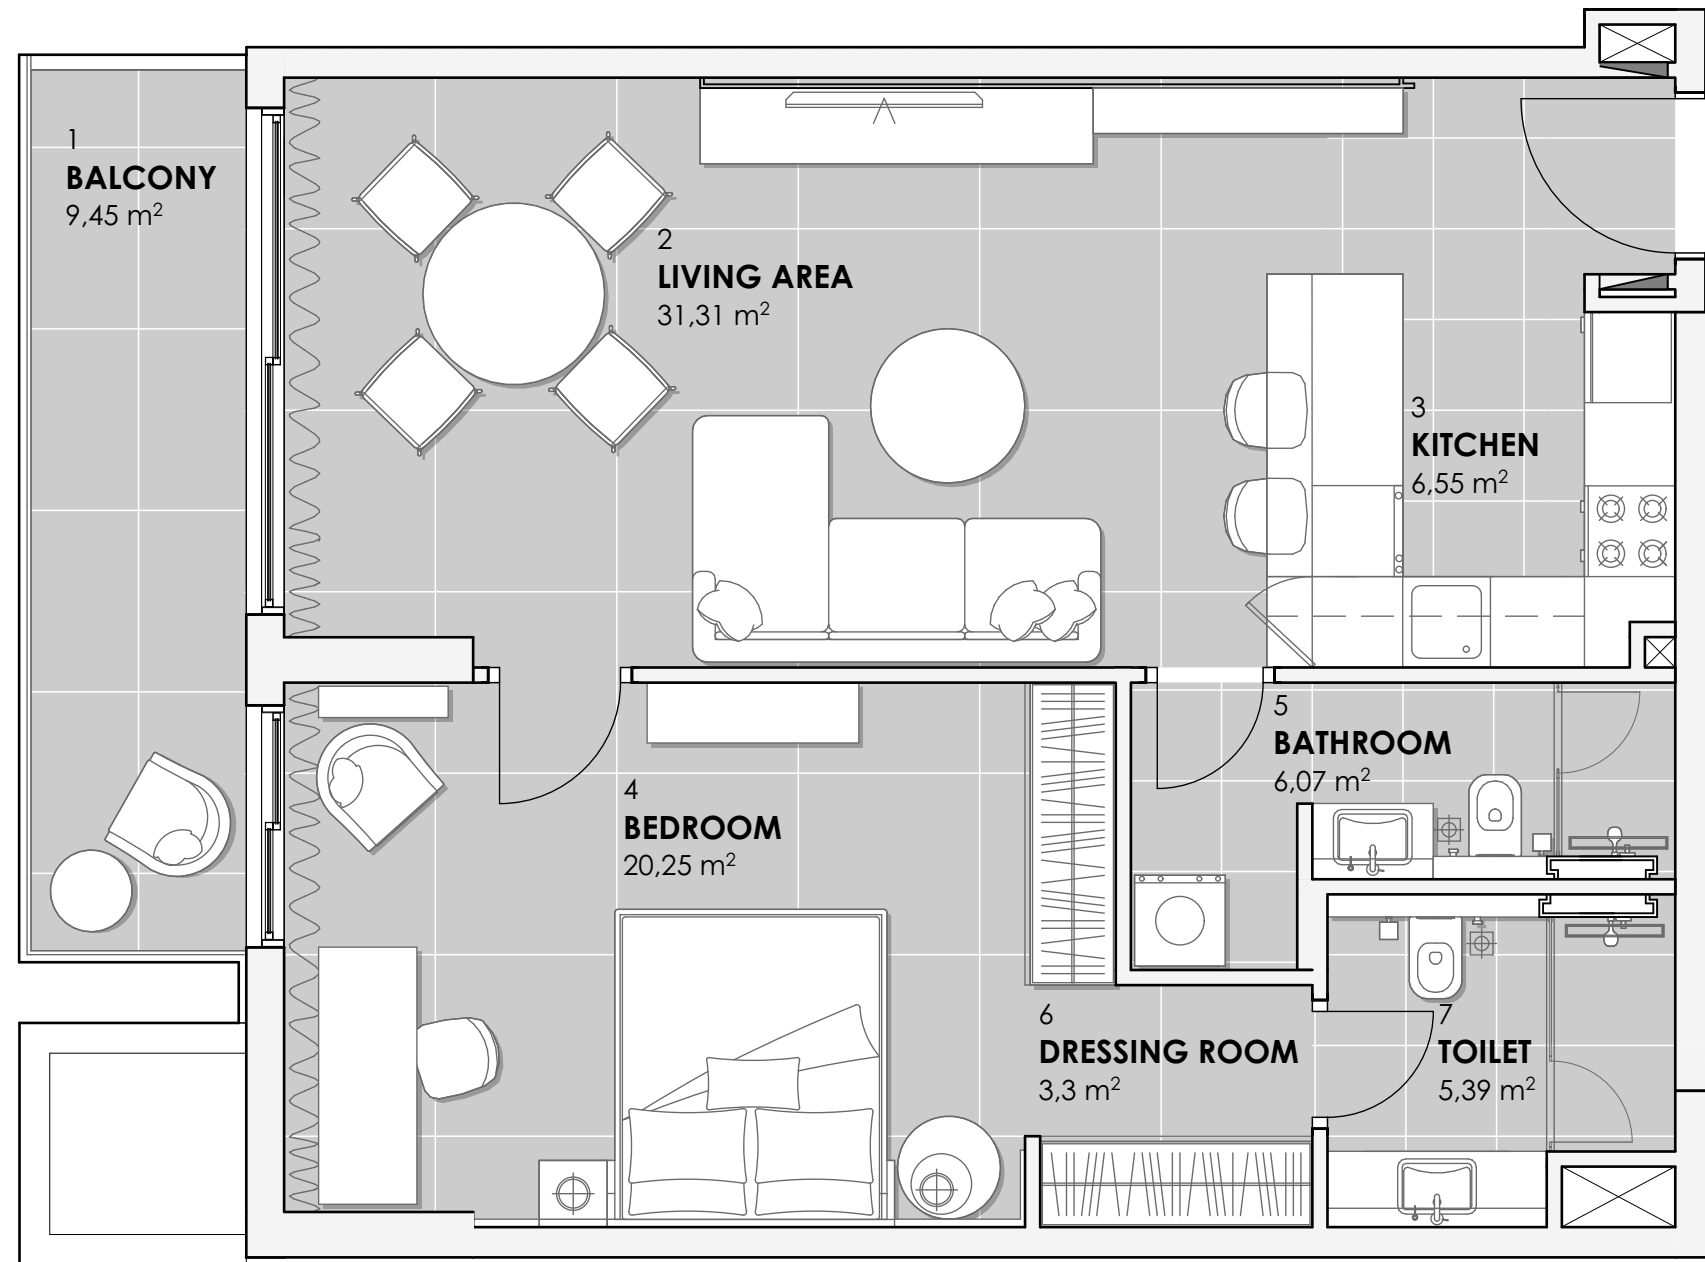 1
BALCONY
9,45 m²
2
LIVING AREA
31,31 m²
3
KITCHEN
6,55 m²
4
BEDROOM
20,25 m²
5
BATHROOM
6,07 m²
6
DRESSING ROOM
3,3 m²
7
TOILET
5,39 m²